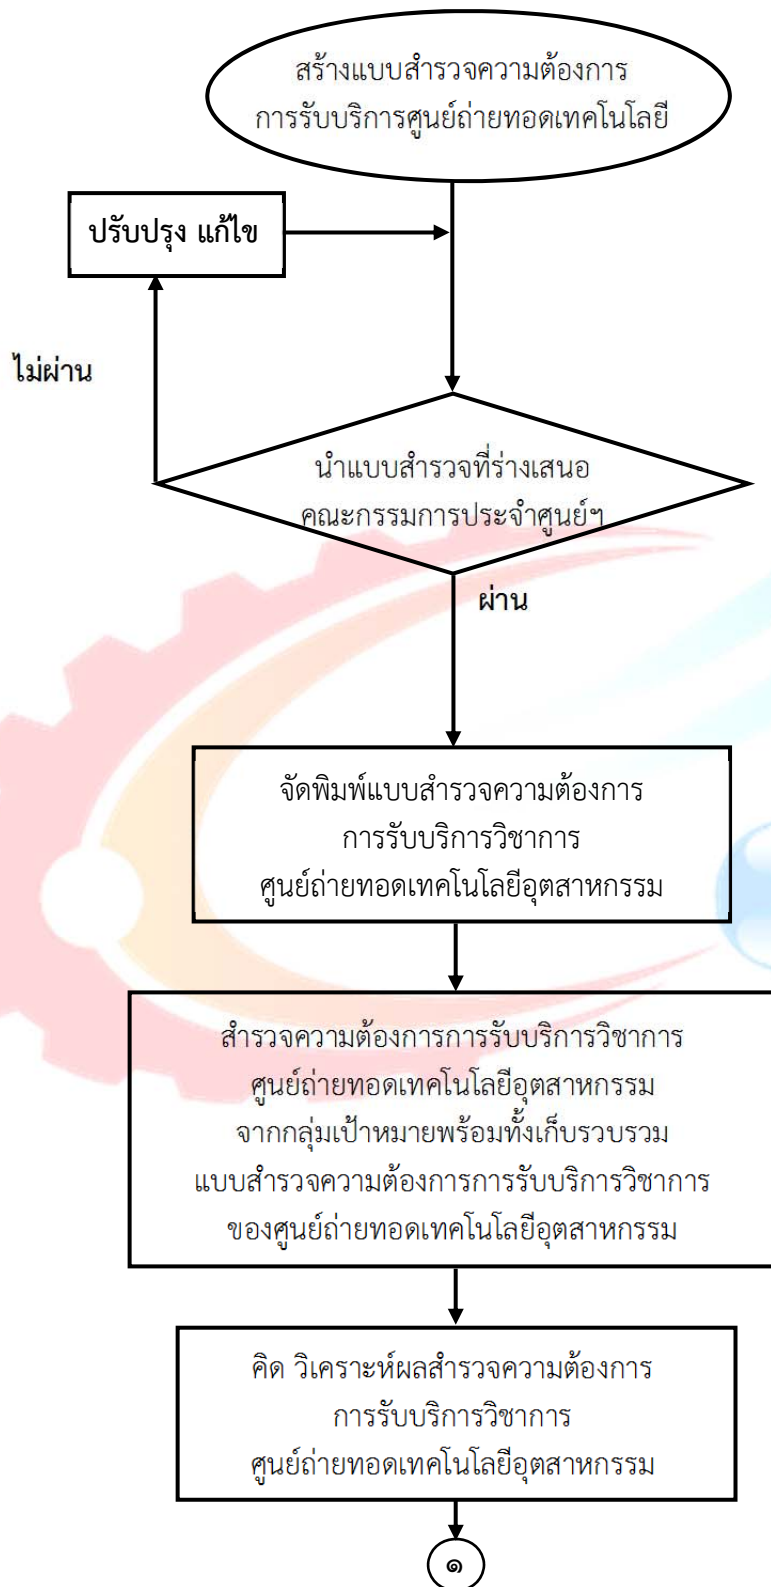 สร้างแบบสำรวจความต้องการ
การรับบริการศูนย์ถ่ายทอดเทคโนโลยี
ปรับปรุง แก้ไข
ไม่ผ่าน
นำแบบสำรวจที่ร่างเสนอ
คณะกรรมการประจำศูนย์ฯ
ผ่าน
จัดพิมพ์แบบสำรวจความต้องการ
การรับบริการวิชาการ
ศูนย์ถ่ายทอดเทคโนโลยีอุตสาหกรรม
สำรวจความต้องการการรับบริการวิชาการ
ศูนย์ถ่ายทอดเทคโนโลยีอุตสาหกรรม
จากกลุ่มเป้าหมายพร้อมทั้งเก็บรวบรวม
แบบสำรวจความต้องการการรับบริการวิชาการ
ของศูนย์ถ่ายทอดเทคโนโลยีอุตสาหกรรม
คิด วิเคราะห์ผลสำรวจความต้องการ
การรับบริการวิชาการ
ศูนย์ถ่ายทอดเทคโนโลยีอุตสาหกรรม
๑